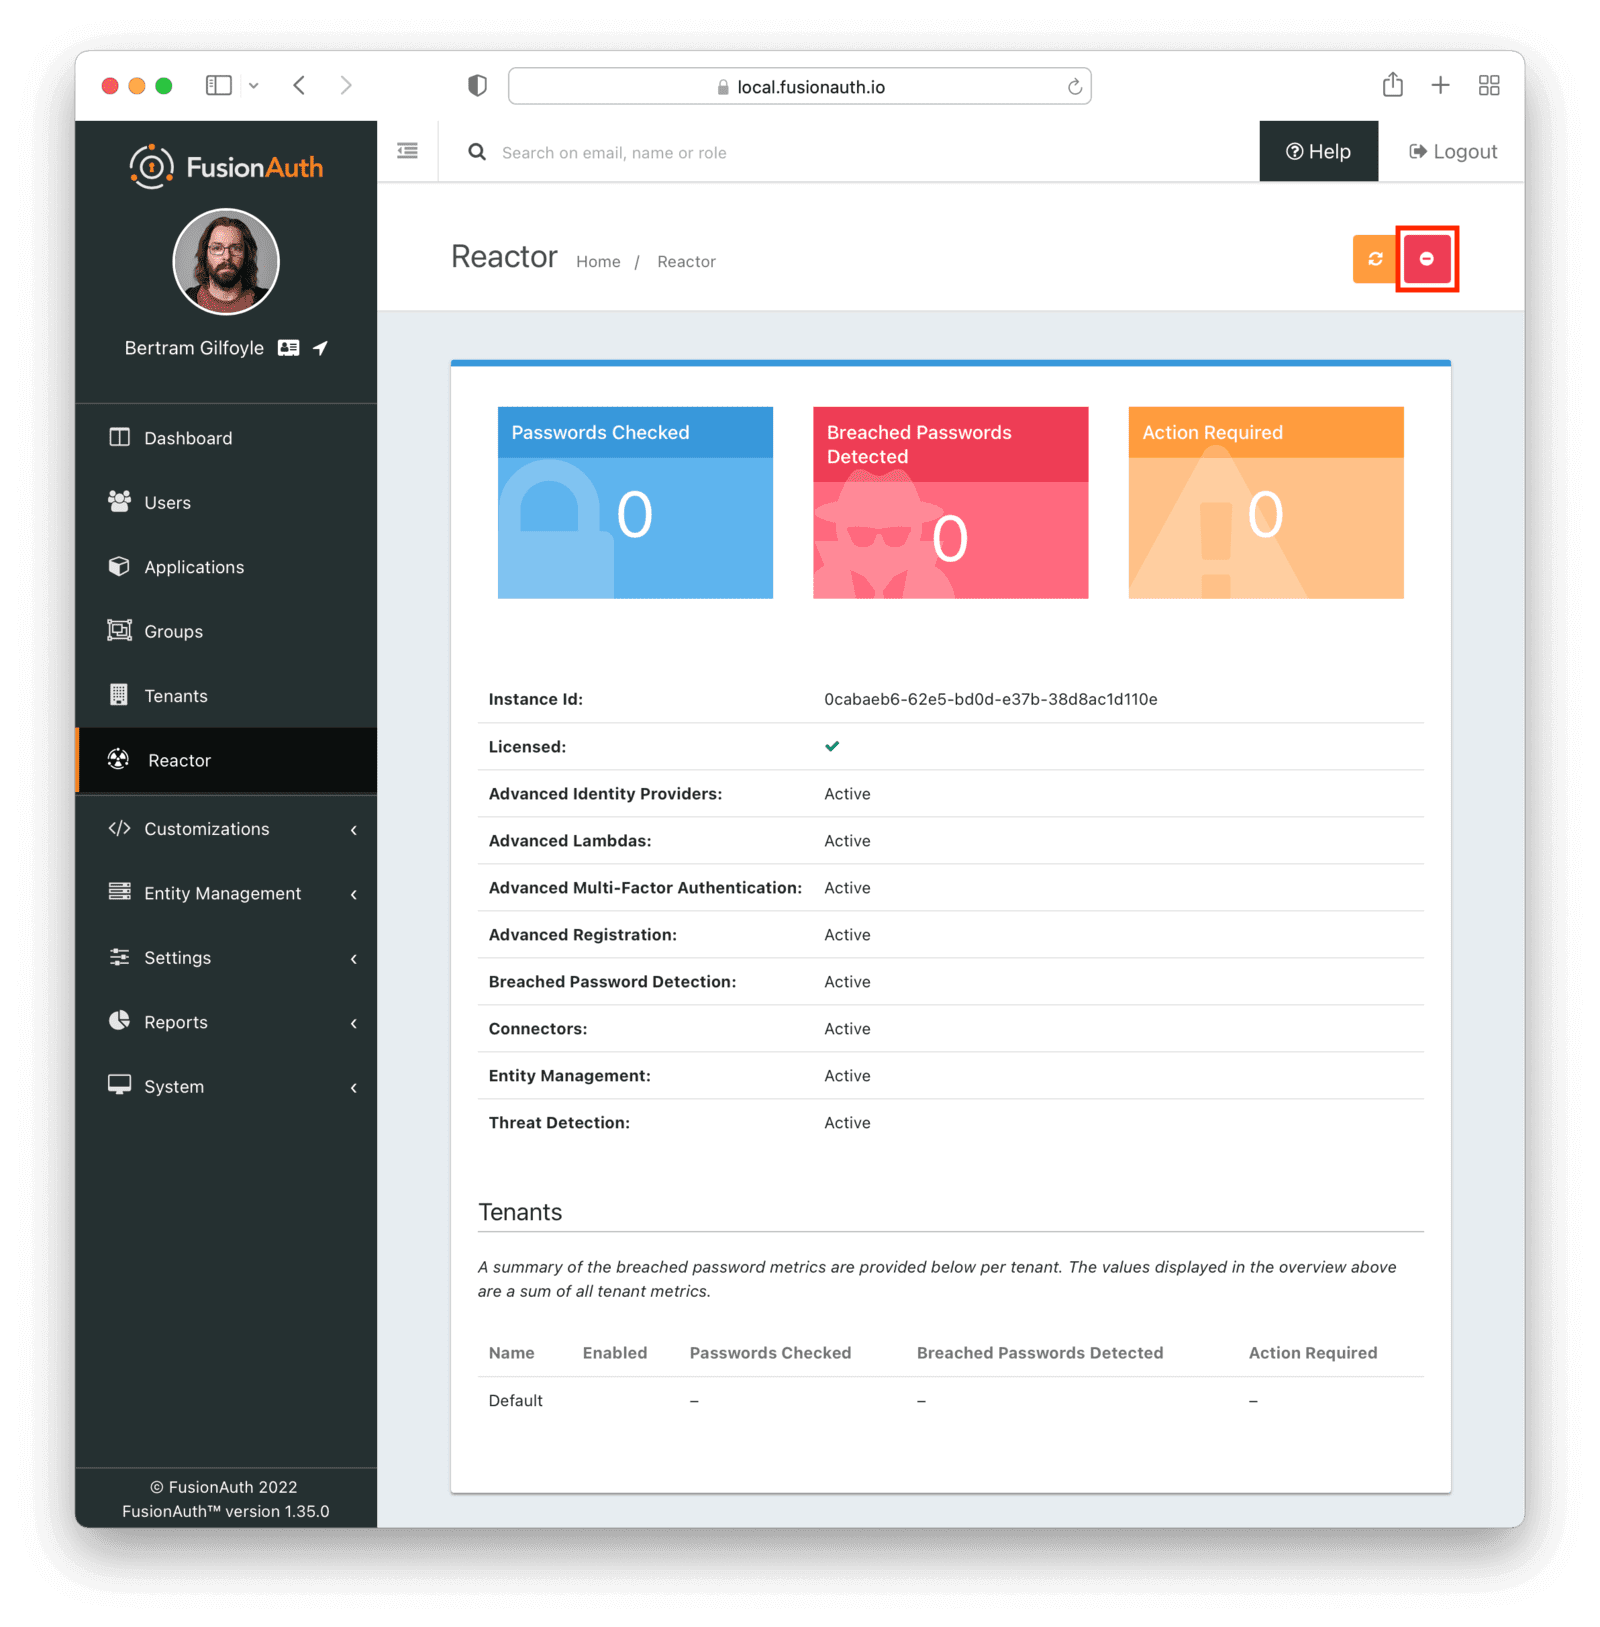 local.fusionauth.io
FusionAuth
Search on email, name or role
Help
Logout
Bertram Gilfoyle
Dashboard
Users
Applications
Groups
Tenants
Reactor
Customizations
Entity Management
Settings
Reports
System
© FusionAuth 2022
FusionAuth™ version 1.35.0
Reactor Home / Reactor
Passwords Checked
0
Breached Passwords
Detected
0
Action Required
0
Instance Id: 0cabaeb6-62e5-bd0d-e37b-38d8ac1d110e
Licensed:
Advanced Identity Providers: Active
Advanced Lambdas: Active
Advanced Multi-Factor Authentication: Active
Advanced Registration: Active
Breached Password Detection: Active
Connectors: Active
Entity Management: Active
Threat Detection: Active
Tenants
A summary of the breached password metrics are provided below per tenant. The values displayed in the overview above
are a sum of all tenant metrics.
Name Enabled Passwords Checked Breached Passwords Detected Action Required
Default – – –